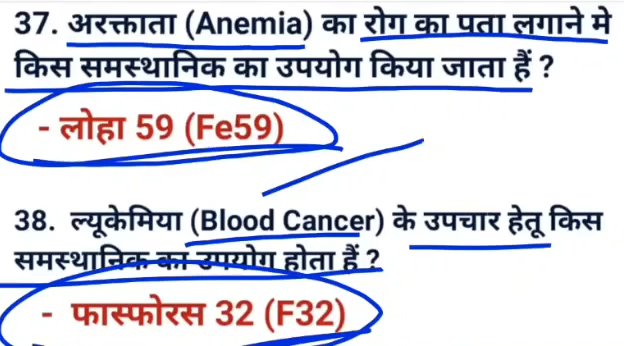 37. अरक्तता (Anemia) का रोग का पता लगाने मे
किस समस्थानिक का उपयोग किया जाता हैं ?
- लोहा 59 (Fe59)
38. ल्यूकेमिया (Blood Cancer) के उपचार हेतू किस
समस्थानिक का उपयोग होता हैं ?
- फास्फोरस 32 (F32)